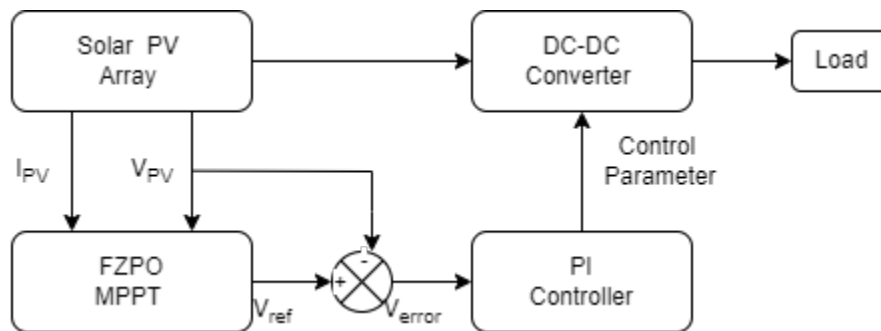 Solar PV
Array
DC-DC
Converter
Load
I_PV
V_PV
Control
Parameter
FZPO
MPPT
V_ref
+
-
V_error
PI
Controller